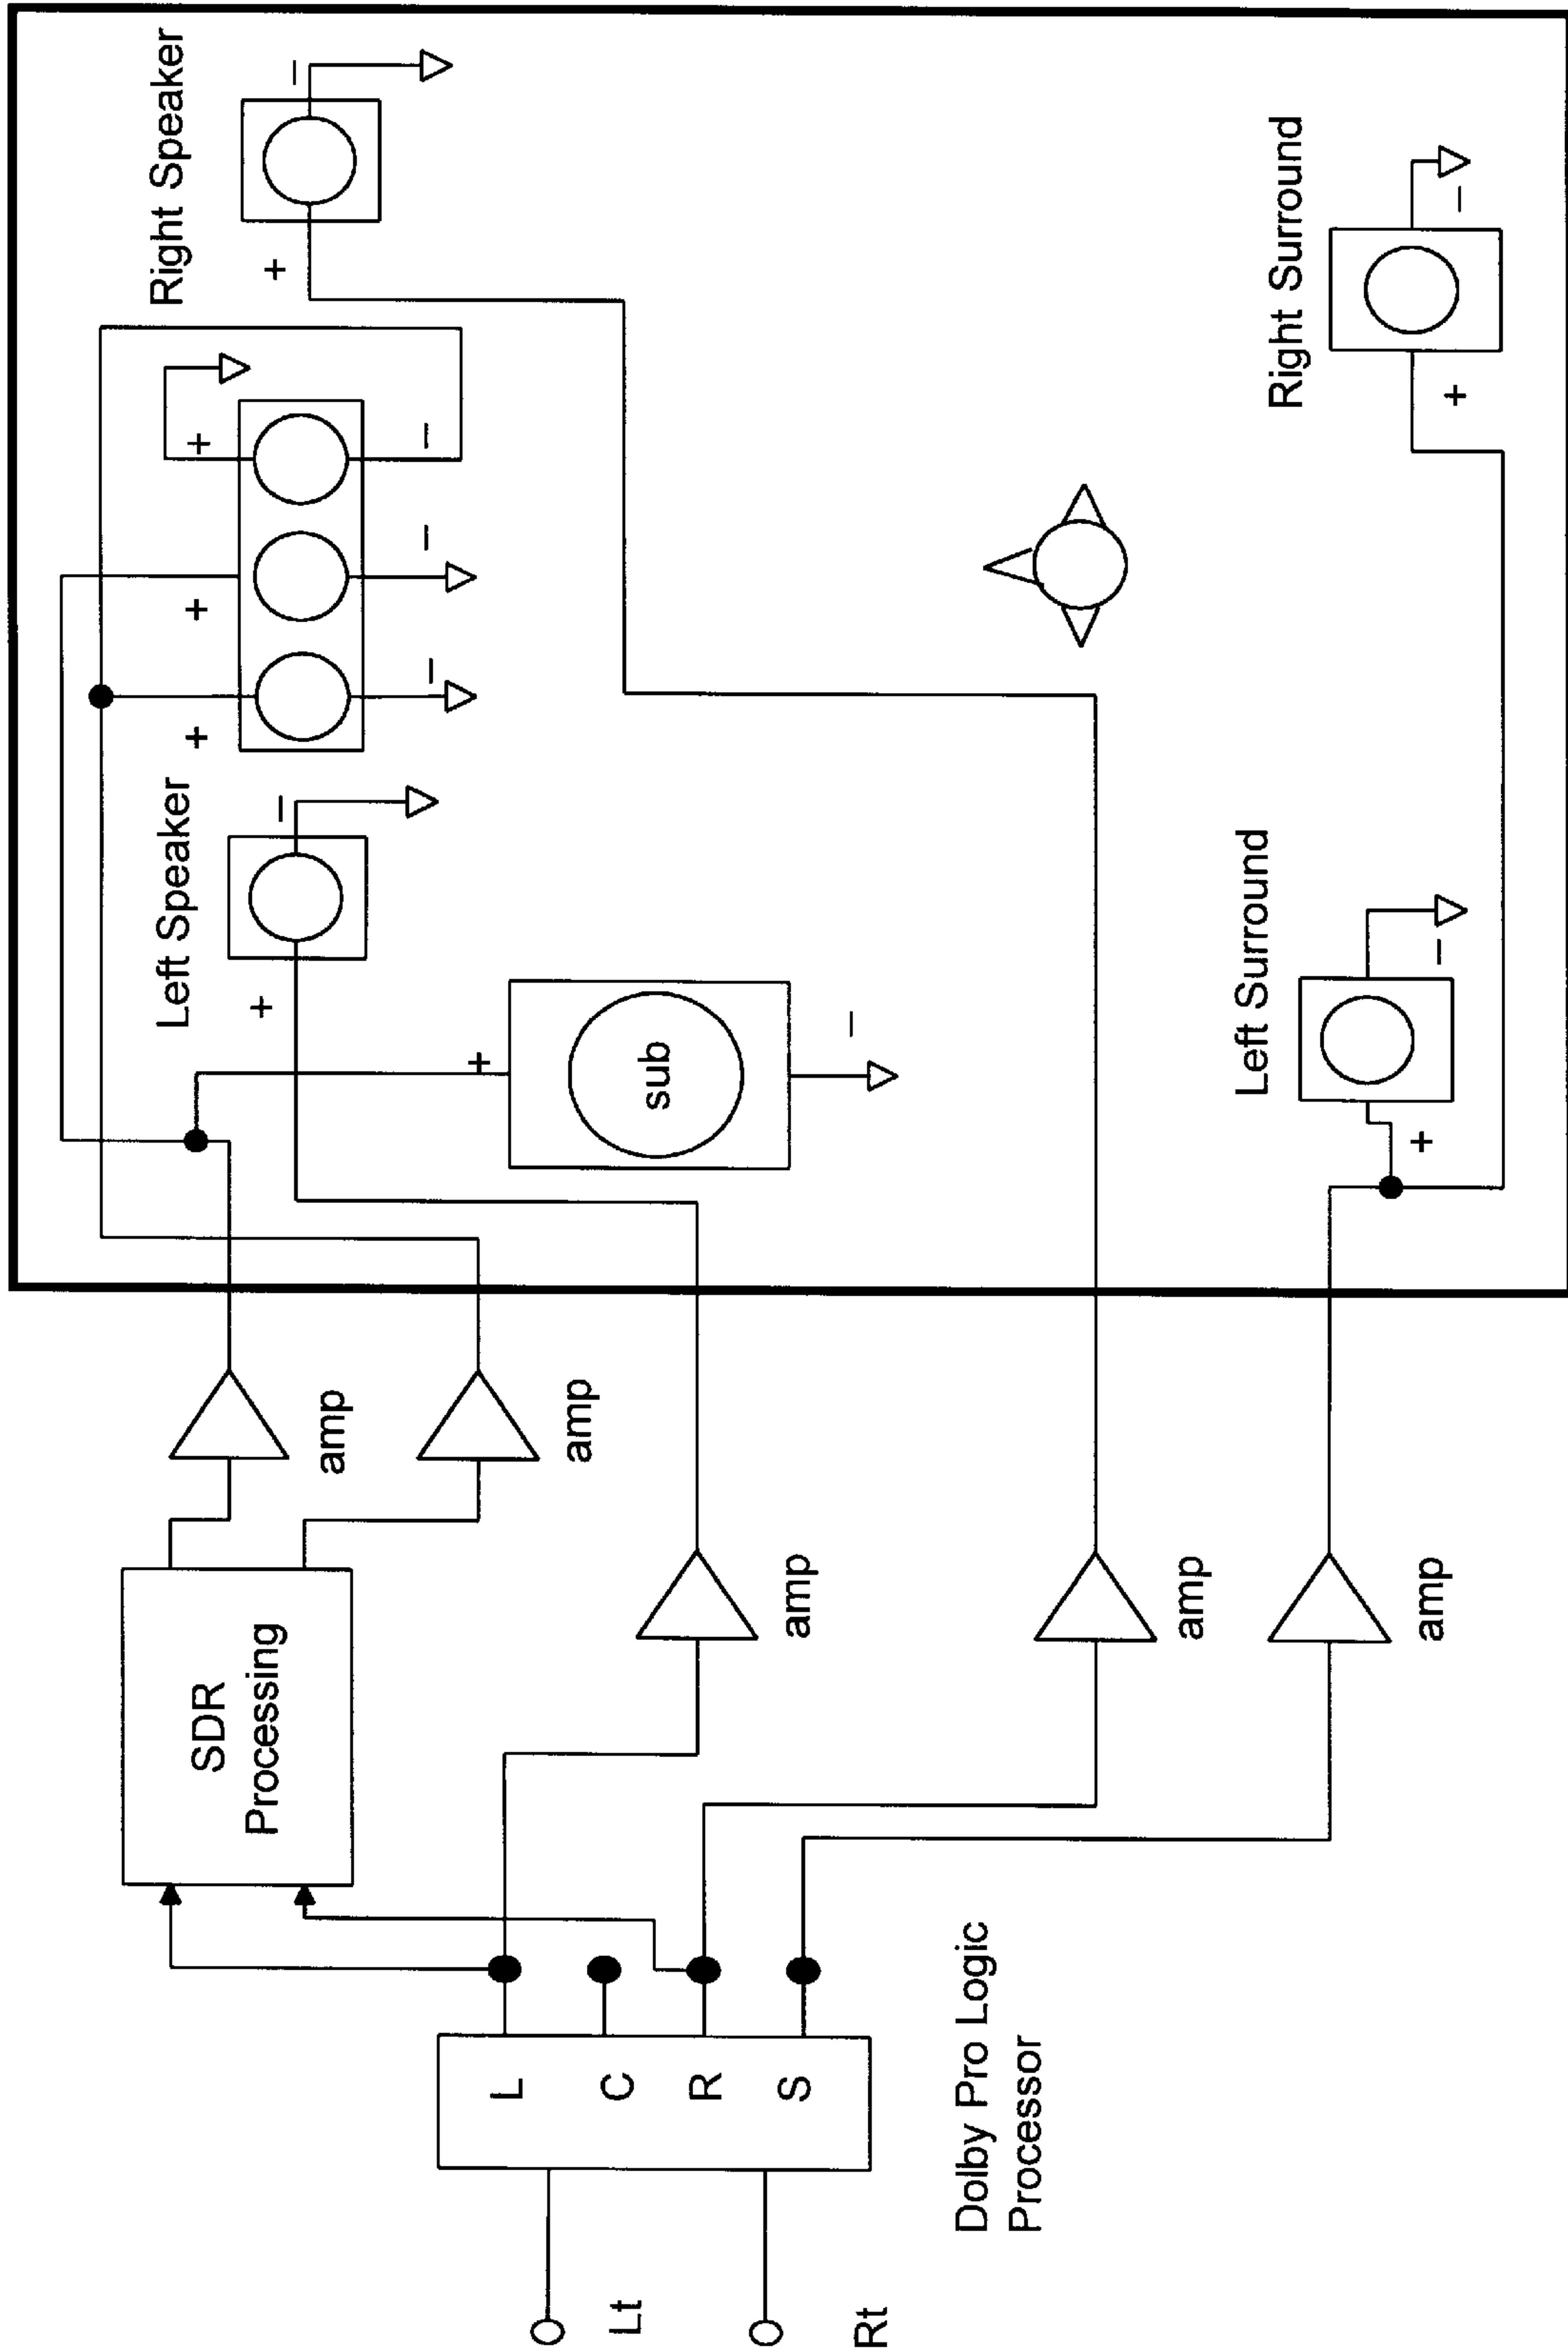 Lt
Rt
L
C
R
S
Dolby Pro Logic
Processor
SDR
Processing
amp
amp
amp
amp
amp
sub
+
−
Left Speaker
+
−
+
+
+
−
−
−
Right Speaker
+
−
Left Surround
+
−
Right Surround
+
−